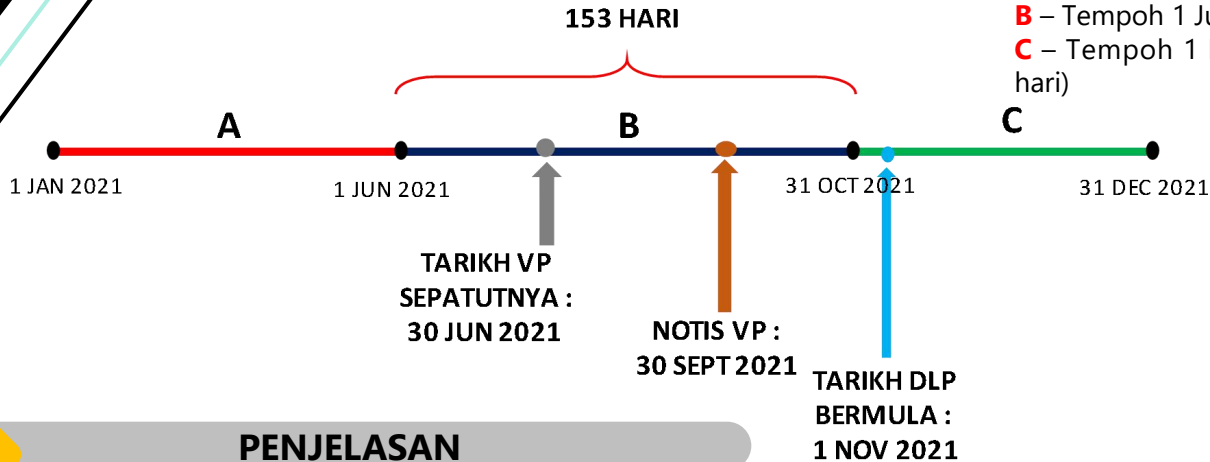 153 HARI
B – Tempoh 1
C – Tempoh 1
hari)
A
B
C
1 JAN 2021
1 JUN 2021
31 OCT 2021
31 DEC 2021
TARIKH VP
SEPATUTNYA :
30 JUN 2021
NOTIS VP :
30 SEPT 2021
TARIKH DLP
BERMULA :
1 NOV 2021
PENJELASAN